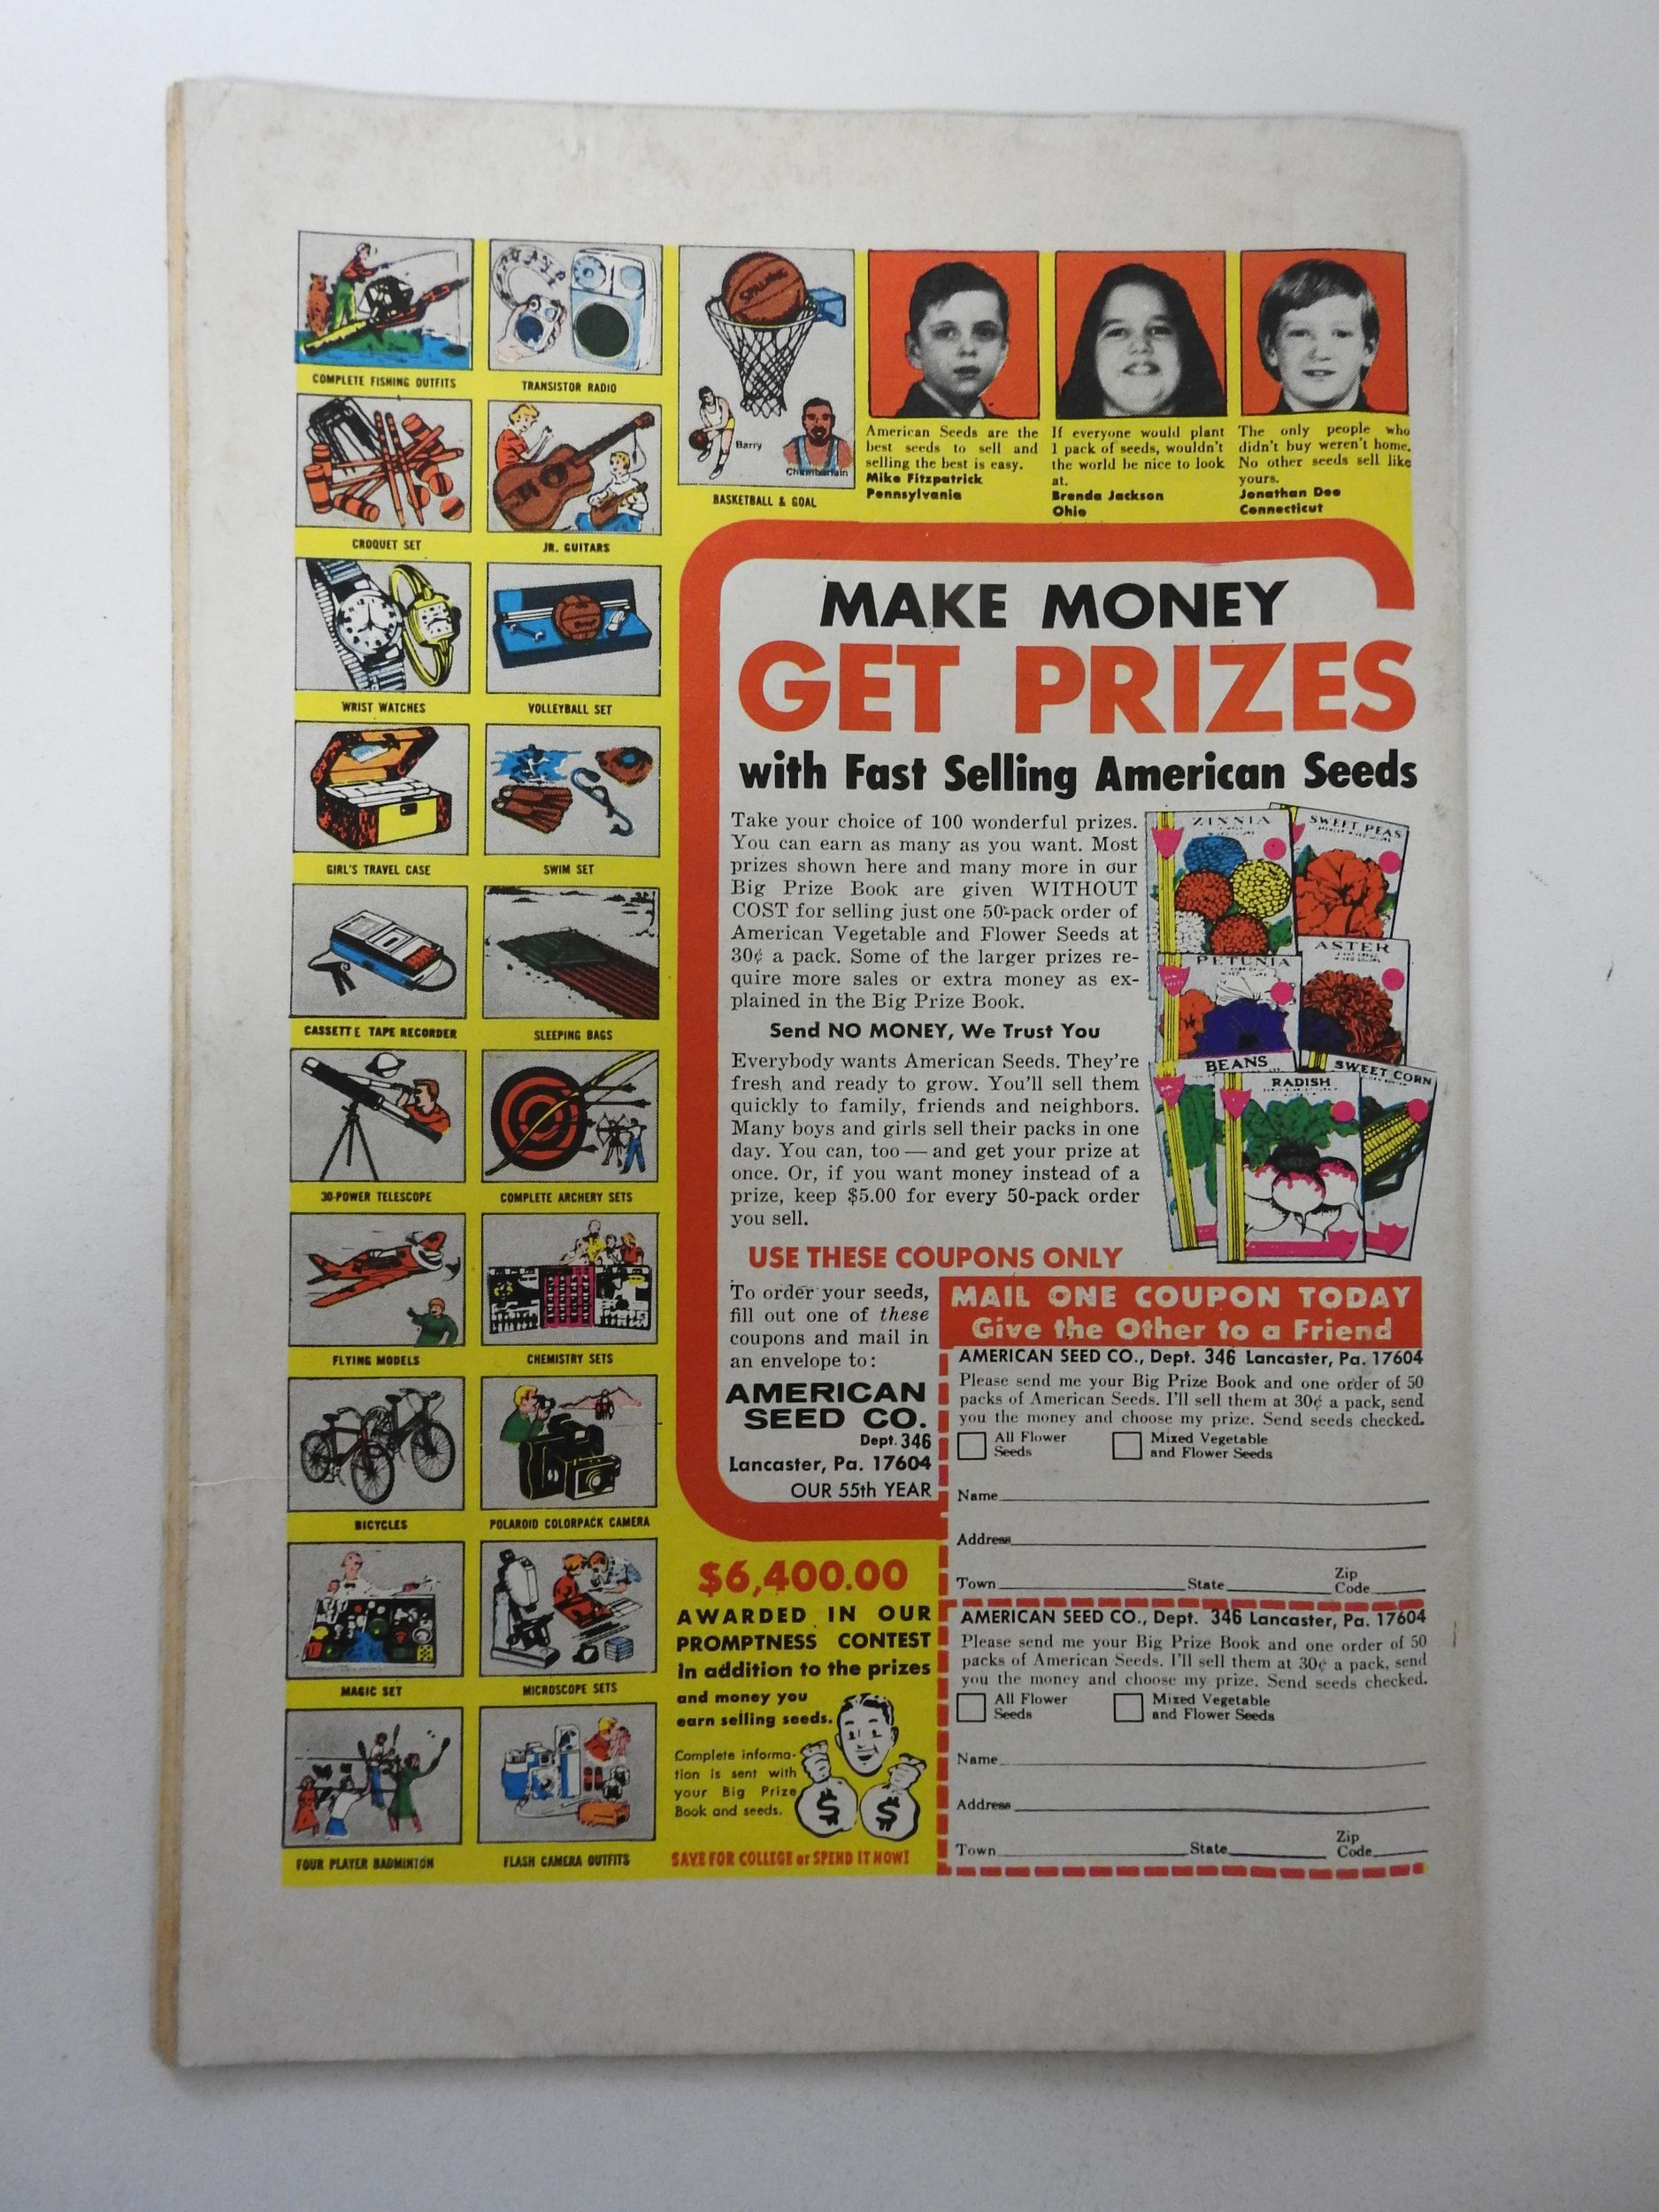 COMPLETE FISHING OUTFITS
TRANSISTOR RADIO
SPALDING
Barry
Chamberlain
BASKETBALL & GOAL
American Seeds are the
best seeds to sell and
selling the best is easy.
Mike Fitzpatrick
Pennsylvania
If everyone would plant
1 pack of seeds, wouldn't
the world be nice to look
at.
Brenda Jackson
Ohio
The only people who
didn't buy weren't home.
No other seeds sell like
yours.
Jonathan Dee
Connecticut
CROQUET SET
JR. GUITARS
WRIST WATCHES
VOLLEYBALL SET
GIRL'S TRAVEL CASE
SWIM SET
CASSETTE TAPE RECORDER
SLEEPING BAGS
30-POWER TELESCOPE
COMPLETE ARCHERY SETS
FLYING MODELS
CHEMISTRY SETS
BICYCLES
POLAROID COLORPACK CAMERA
MAGIC SET
MICROSCOPE SETS
FOUR PLAYER BADMINTON
FLASH CAMERA OUTFITS
MAKE MONEY
GET PRIZES
with Fast Selling American Seeds
Take your choice of 100 wonderful prizes.
You can earn as many as you want. Most
prizes shown here and many more in our
Big Prize Book are given WITHOUT
COST for selling just one 50-pack order of
American Vegetable and Flower Seeds at
30¢ a pack. Some of the larger prizes re-
quire more sales or extra money as ex-
plained in the Big Prize Book.
Send NO MONEY, We Trust You
Everybody wants American Seeds. They're
fresh and ready to grow. You'll sell them
quickly to family, friends and neighbors.
Many boys and girls sell their packs in one
day. You can, too — and get your prize at
once. Or, if you want money instead of a
prize, keep $5.00 for every 50-pack order
you sell.
ZINNIA
SWEET PEAS
PETUNIA
ASTER
BEANS
RADISH
SWEET CORN
USE THESE COUPONS ONLY
To order your seeds,
fill out one of these
coupons and mail in
an envelope to:
AMERICAN
SEED CO.
Dept. 346
Lancaster, Pa. 17604
OUR 55th YEAR
$6,400.00
AWARDED IN OUR
PROMPTNESS CONTEST
in addition to the prizes
and money you
earn selling seeds.
Complete informa-
tion is sent with
your Big Prize
Book and seeds.
$ $
SAVE FOR COLLEGE or SPEND IT NOW!
MAIL ONE COUPON TODAY
Give the Other to a Friend
AMERICAN SEED CO., Dept. 346 Lancaster, Pa. 17604
Please send me your Big Prize Book and one order of 50
packs of American Seeds. I'll sell them at 30¢ a pack, send
you the money and choose my prize. Send seeds checked.
All Flower
Seeds
Mixed Vegetable
and Flower Seeds
Name
Address
Town State Zip
Code
AMERICAN SEED CO., Dept. 346 Lancaster, Pa. 17604
Please send me your Big Prize Book and one order of 50
packs of American Seeds. I'll sell them at 30¢ a pack, send
you the money and choose my prize. Send seeds checked.
All Flower
Seeds
Mixed Vegetable
and Flower Seeds
Name
Address
Town State Zip
Code